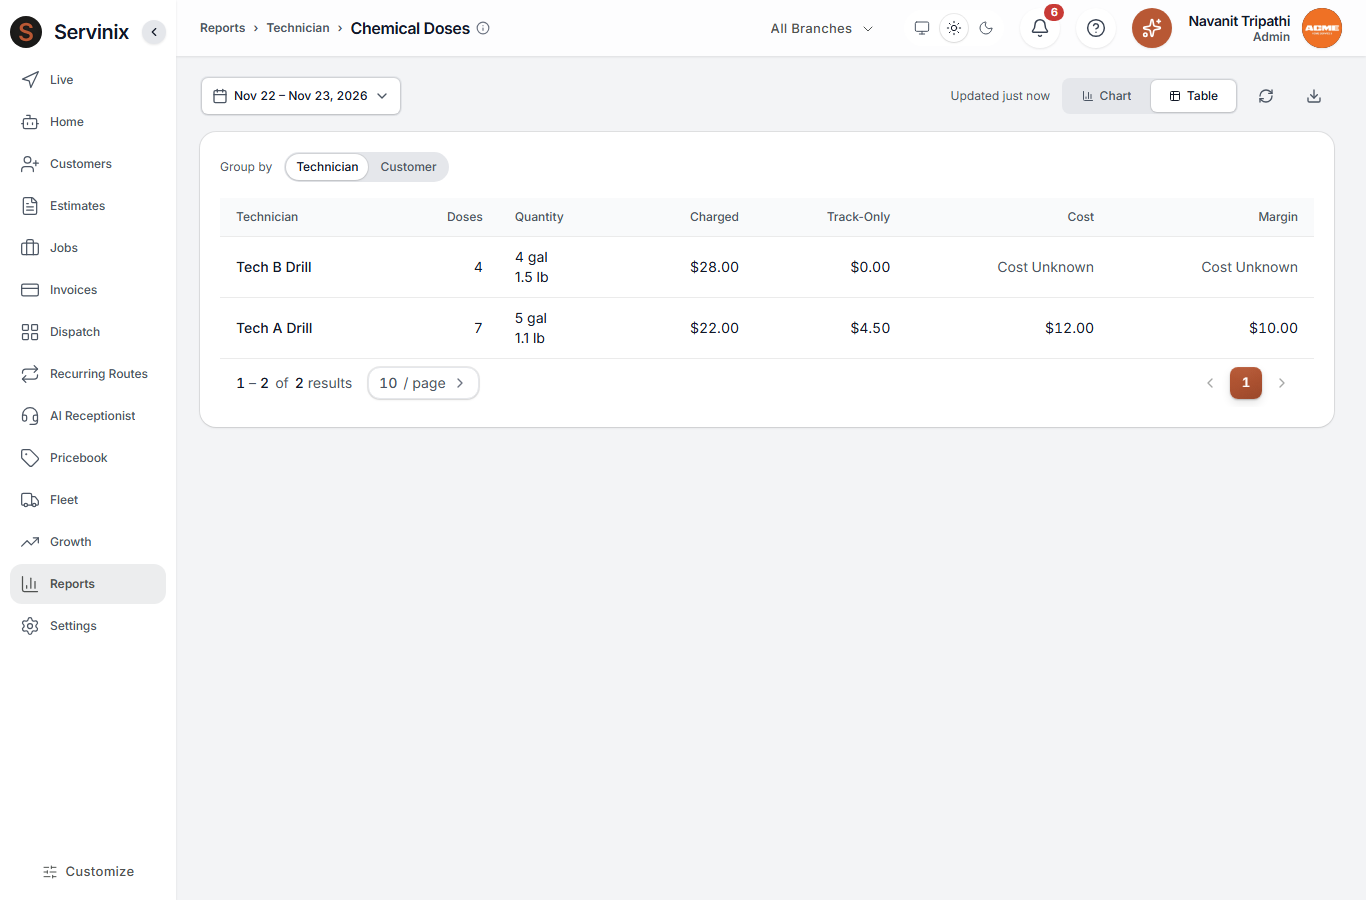 S Servinix
Reports › Technician › Chemical Doses
All Branches
6
Navanit Tripathi
Admin
ACME
Live
Home
Customers
Estimates
Jobs
Invoices
Dispatch
Recurring Routes
AI Receptionist
Pricebook
Fleet
Growth
Reports
Settings
Customize
Nov 22 – Nov 23, 2026
Updated just now
Chart
Table
Group by Technician Customer
Technician Doses Quantity Charged Track-Only Cost Margin
Tech B Drill 4 4 gal $28.00 $0.00 Cost Unknown Cost Unknown
1.5 lb
Tech A Drill 7 5 gal $22.00 $4.50 $12.00 $10.00
1.1 lb
1 – 2 of 2 results 10 / page 1